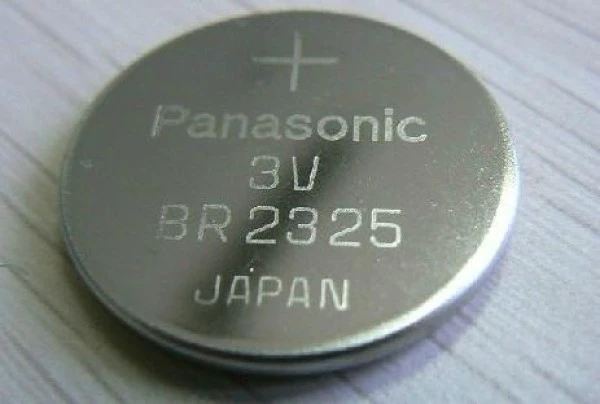 +
Panasonic
3V
BR2325
JAPAN